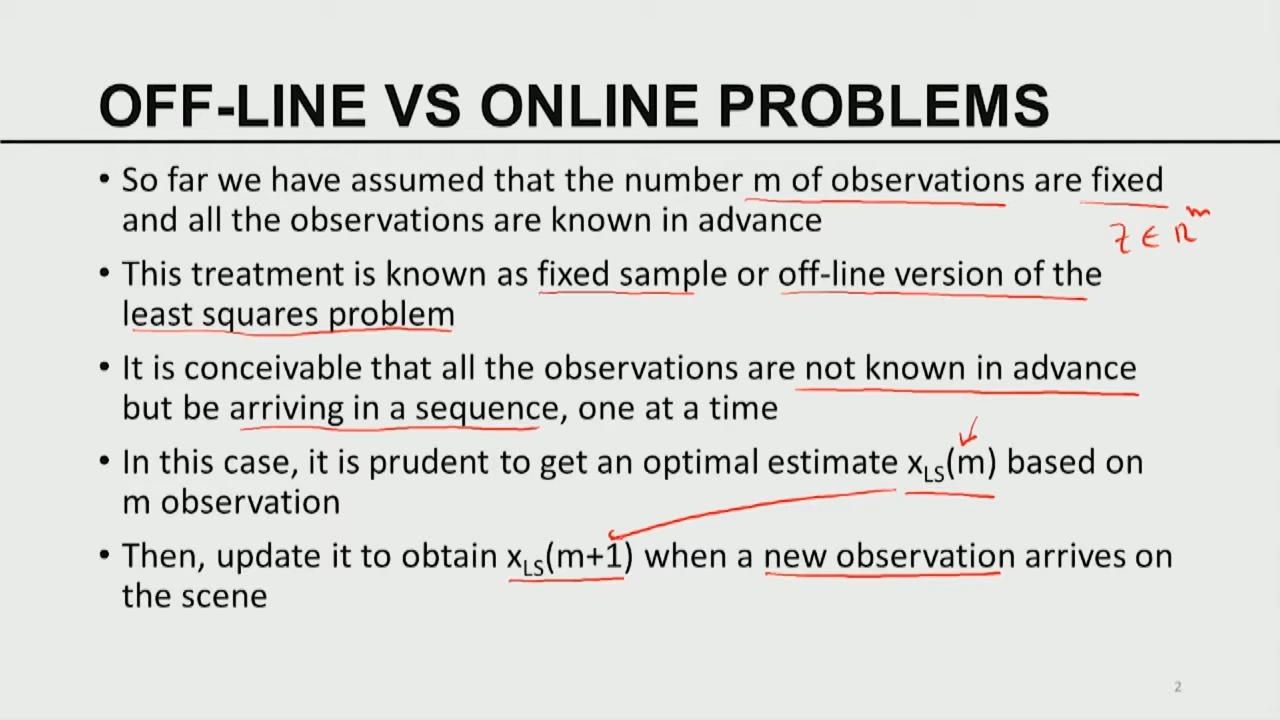 OFF-LINE VS ONLINE PROBLEMS
• So far we have assumed that the number m of observations are fixed
and all the observations are known in advance
z ∈ R^m
• This treatment is known as fixed sample or off-line version of the
least squares problem
• It is conceivable that all the observations are not known in advance
but be arriving in a sequence, one at a time
• In this case, it is prudent to get an optimal estimate x_LS(m) based on
m observation
• Then, update it to obtain x_LS(m+1) when a new observation arrives on
the scene
2